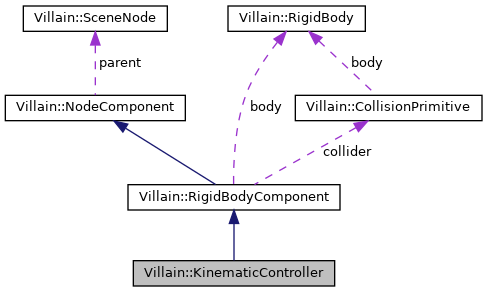 Villain::SceneNode
Villain::RigidBody
parent
body
Villain::NodeComponent
body
Villain::CollisionPrimitive
collider
Villain::RigidBodyComponent
Villain::KinematicController